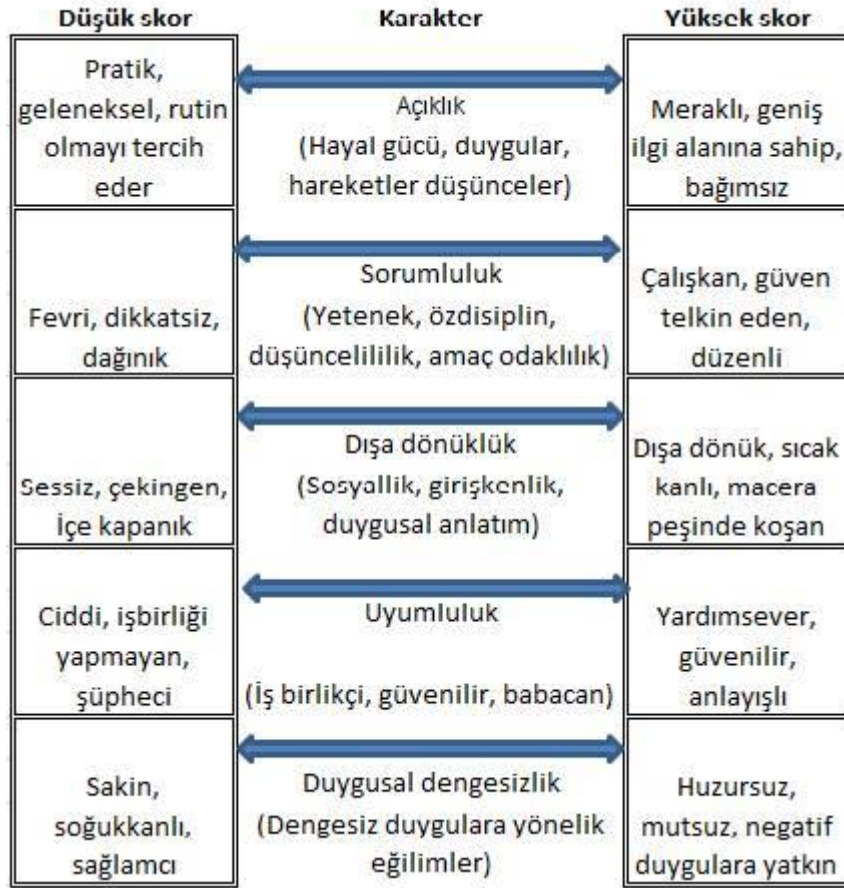 Düşük skor
Karakter
Yüksek skor
Pratik,
geleneksel, rutin
olmayı tercih
eder
Açıklık
(Hayal gücü, duygular,
hareketler düşünceler)
Meraklı, geniş
ilgi alanına sahip,
bağımsız
Fevri, dikkatsiz,
dağınık
Sorumluluk
(Yetenek, özdisiplin,
düşüncelililik, amaç odaklılık)
Çalışkan, güven
telkin eden,
düzenli
Sessiz, çekingen,
İçe kapanık
Dışa dönüklük
(Sosyallik, girişkenlik,
duygusal anlatım)
Dışa dönük, sıcak
kanlı, macera
peşinde koşan
Ciddi, işbirliği
yapmayan,
şüpheci
Uyumluluk
(İş birlikçi, güvenilir, babacan)
Yardımsever,
güvenilir,
anlayışlı
Sakin,
soğukkanlı,
sağlamcı
Duygusal dengesizlik
(Dengesiz duygulara yönelik
eğilimler)
Huzursuz,
mutsuz, negatif
duygulara yatkın